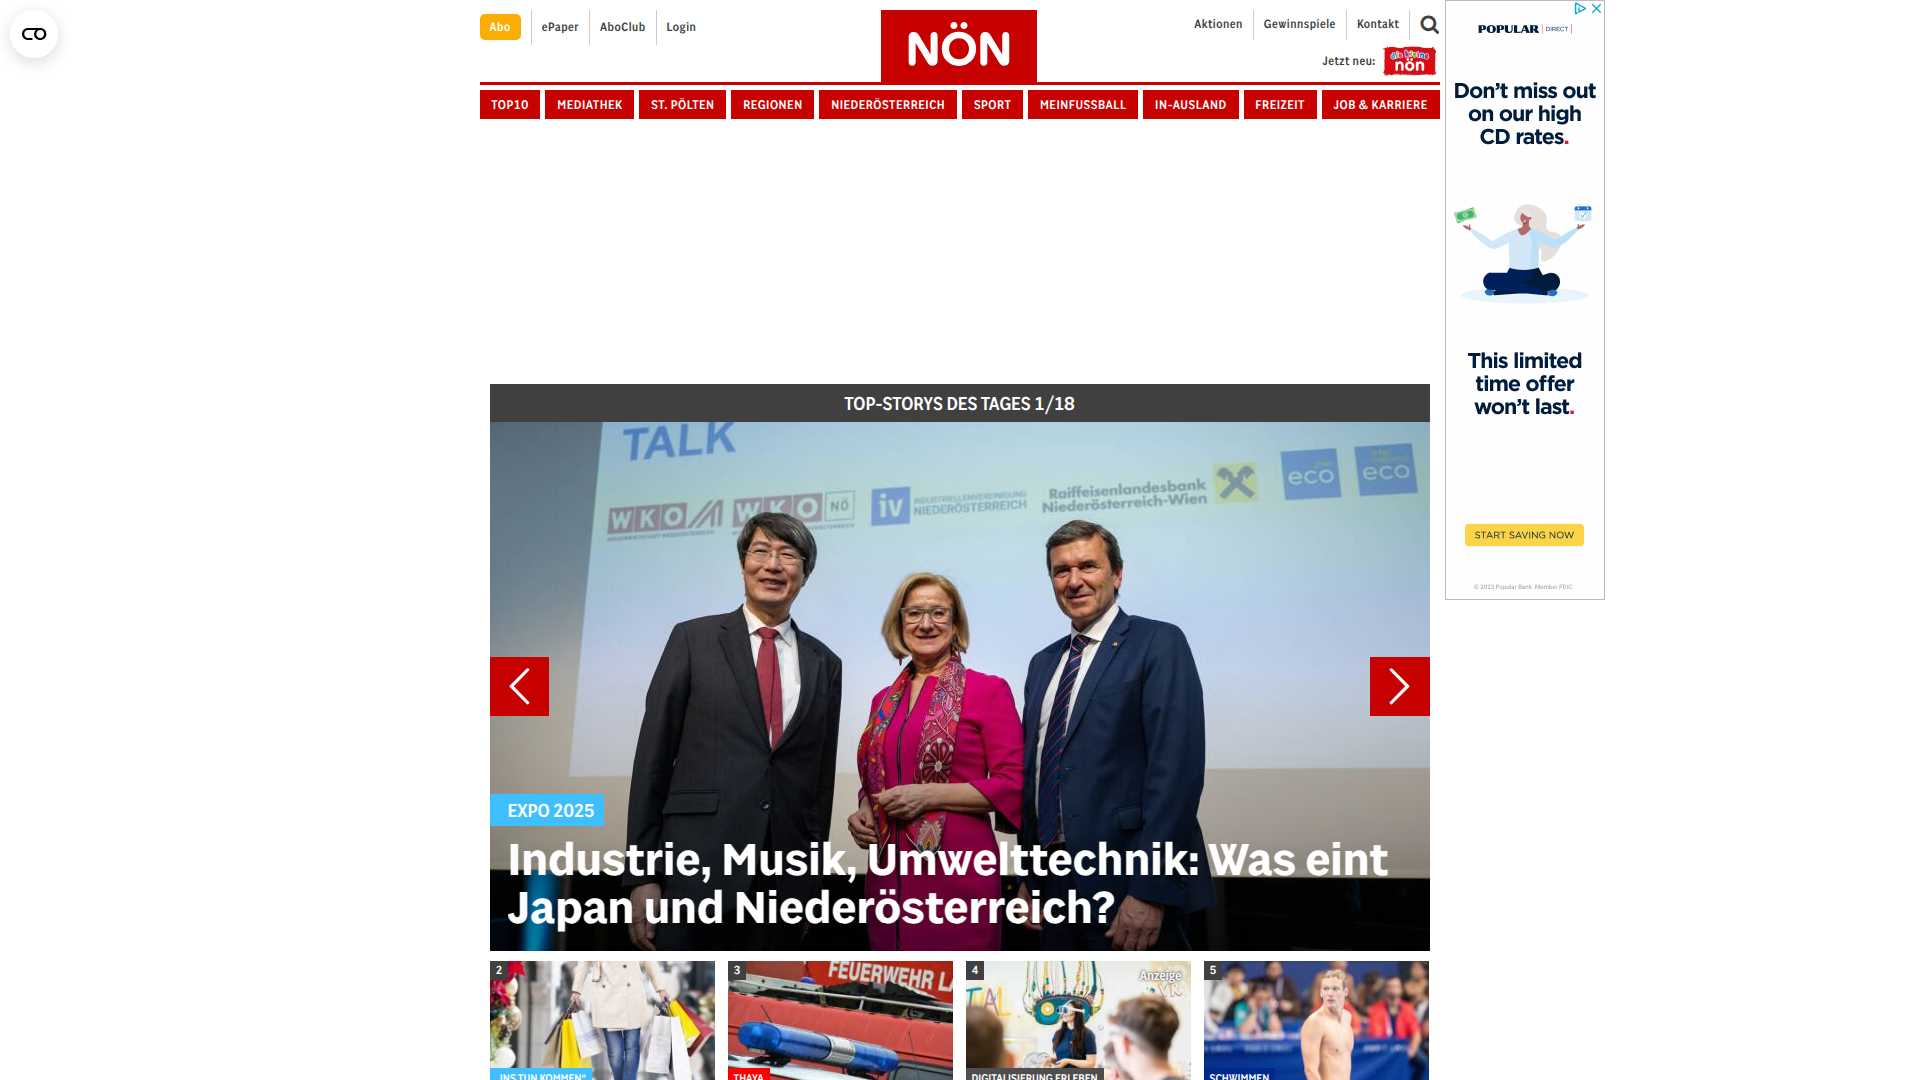 Abo
ePaper
AboClub
Login
NÖN
Aktionen
Gewinnspiele
Kontakt
Jetzt neu:
die kleine
nön
TOP10
MEDIATHEK
ST. PÖLTEN
REGIONEN
NIEDERÖSTERREICH
SPORT
MEINFUSSBALL
IN-AUSLAND
FREIZEIT
JOB & KARRIERE
POPULAR DIRECT
Don't miss out
on our high
CD rates.
This limited
time offer
won't last.
START SAVING NOW
© 2025 Popular Bank. Member FDIC
TOP-STORYS DES TAGES 1/18
TALK
WKO
WKO NÖ
iv INDUSTRIELLENVEREINIGUNG
NIEDERÖSTERREICH
Raiffeisenlandesbank
Niederösterreich-Wien
eco
eco
EXPO 2025
Industrie, Musik, Umwelttechnik: Was eint
Japan und Niederösterreich?
2
3
FEUERWEHR LA
4
Anzeige
5
INS TUN KOMMEN"
THAYA
DIGITALISIERUNG ERLEBEN
SCHWIMMEN